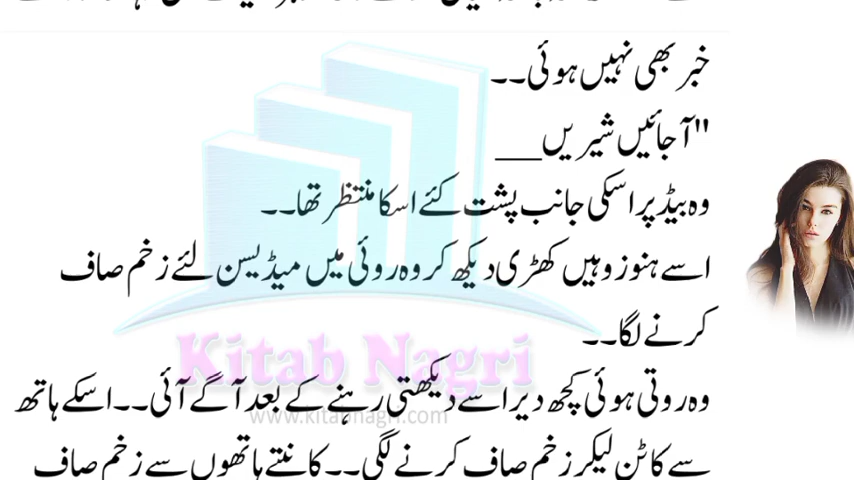 خبر بھی نہیں ہوئی۔۔
"آ جائیں شیریں___
وہ بیڈ پر اسکی جانب پشت کئے اسکا منتظر تھا۔۔
اسے ہنوز وہیں کھڑی دیکھ کر وہ روئی میں میڈیسن لئے زخم صاف
کرنے لگا۔۔
Kitab Nagri
وہ روتی ہوئی کچھ دیر اسے دیکھتی رہنے کے بعد آگے آئی۔۔ اسکے ہاتھ
www.kitabnagri.com
سے کاٹن لیکر زخم صاف کرنے لگی۔۔ کانپتے ہاتھوں سے زخم صاف